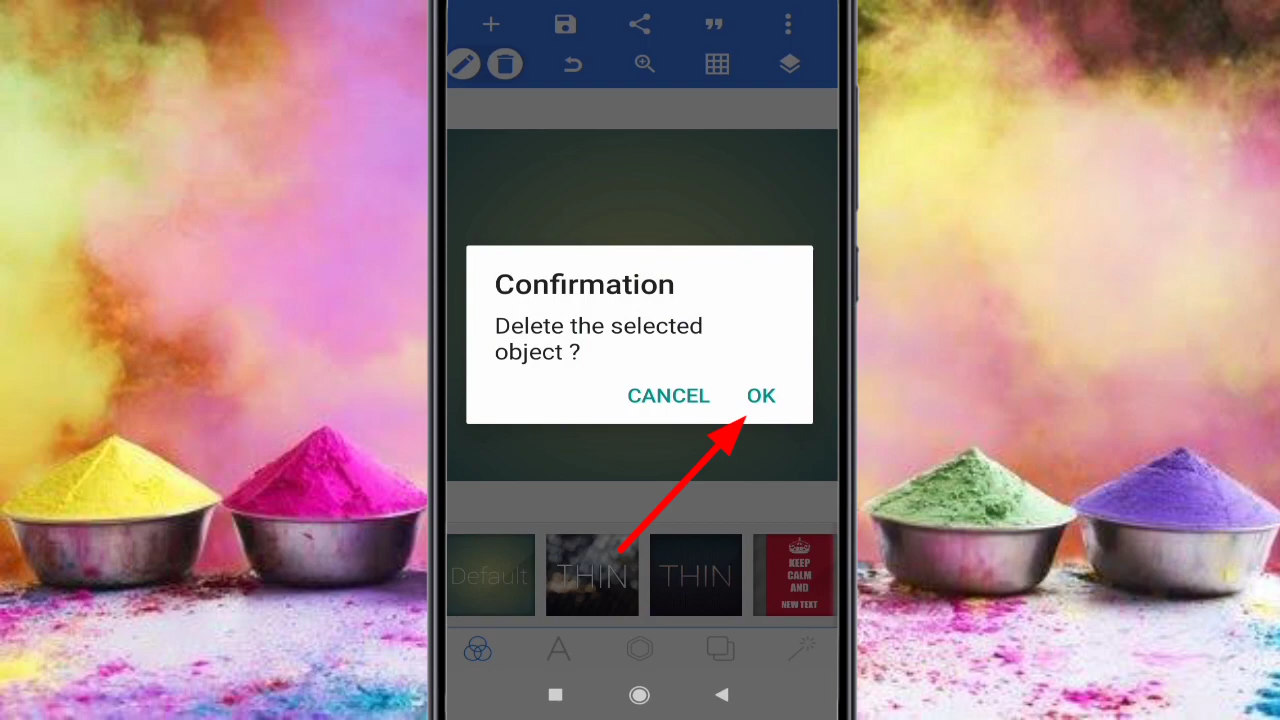 Confirmation
Delete the selected
object ?
CANCEL OK
Default
THIN
THIN
KEEP
CALM
AND
NEW TEXT